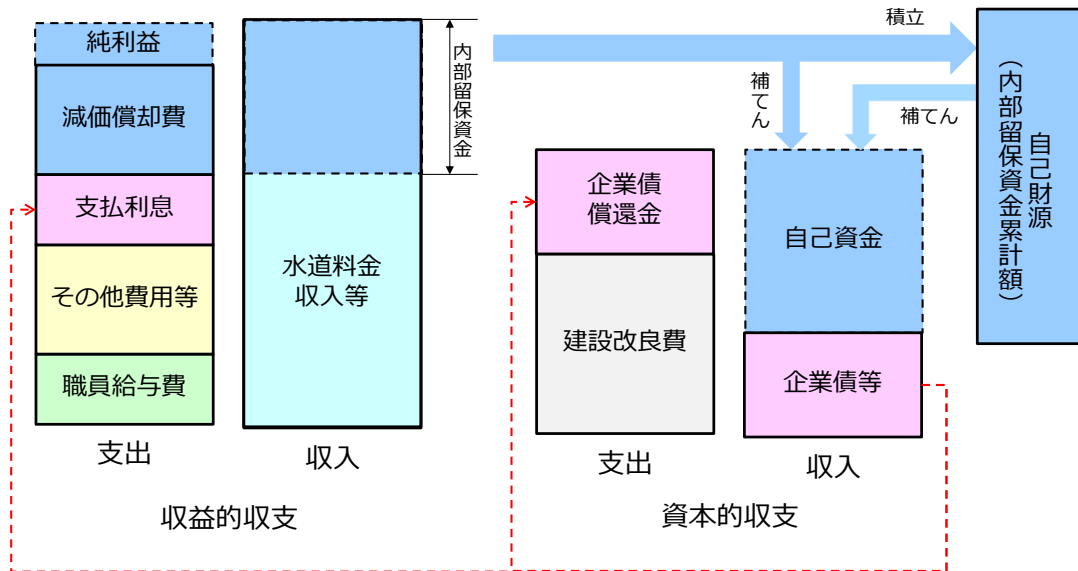 純利益
減価償却費
支払利息
その他費用等
職員給与費
支出
内部留保資金
水道料金
収入等
収入
収益的収支
積立
補てん
補てん
企業債
償還金
建設改良費
支出
自己資金
企業債等
収入
資本的収支
自己財源
（内部留保資金累計額）